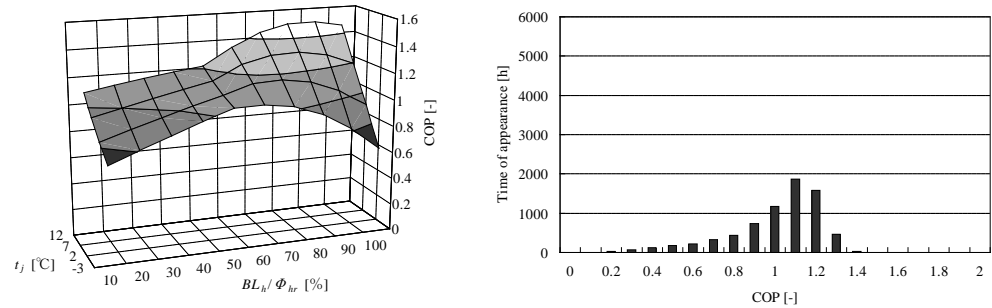 1.6
1.4
1.2
1
0.8
0.6
0.4
0.2
0
COP [-]
12
7
2
-3
t_j [℃]
10 20 30 40 50 60 70 80 90 100
BL_h/Φ_hr [%]
6000
5000
4000
3000
2000
1000
0
Time of appearance [h]
0 0.2 0.4 0.6 0.8 1 1.2 1.4 1.6 1.8 2
COP [-]